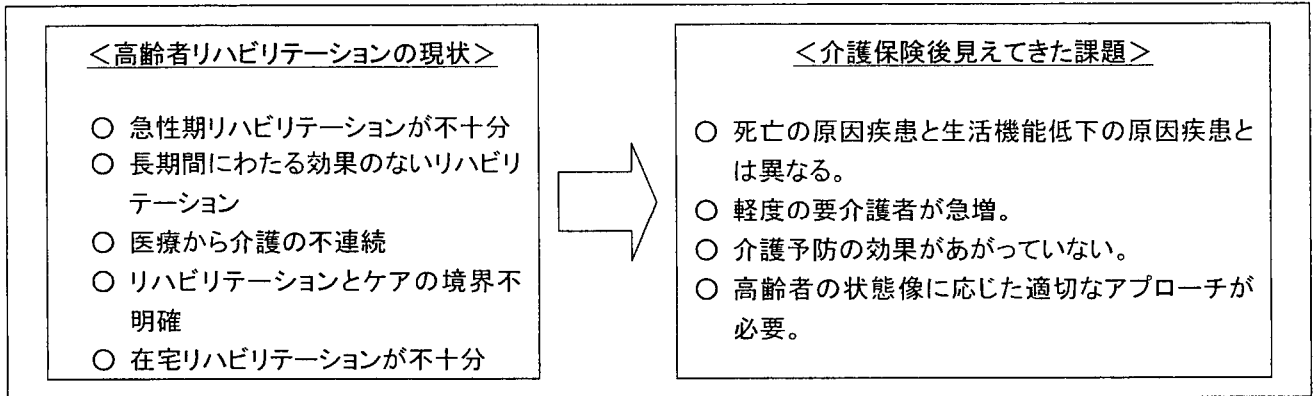 ＜高齢者リハビリテーションの現状＞
○ 急性期リハビリテーションが不十分
○ 長期間にわたる効果のないリハビリ
テーション
○ 医療から介護の不連続
○ リハビリテーションとケアの境界不
明確
○ 在宅リハビリテーションが不十分
＜介護保険後見えてきた課題＞
○ 死亡の原因疾患と生活機能低下の原因疾患と
は異なる。
○ 軽度の要介護者が急増。
○ 介護予防の効果があがっていない。
○ 高齢者の状態像に応じた適切なアプローチが
必要。